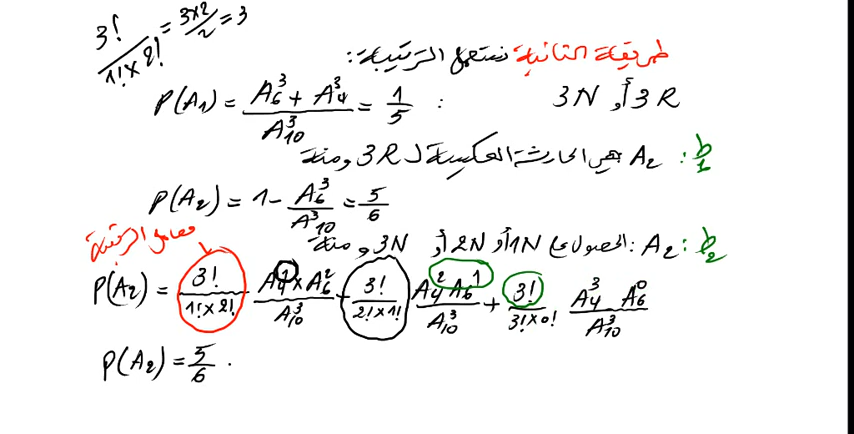 3!/(1!×2!) = (3×2)/2 = 3
طريقة الثانية نستعمل الترتيبة:
3R أو 3N : P(A₁) = (A₆³ + A₄³)/A₁₀³ = 1/5
ط1: A₂ هي الحادثة العكسية لـ 3R ومنه
P(A₂) = 1 - A₆³/A₁₀³ = 5/6
ط2: A₂: الحصول على 1N أو 2N أو 3N ومنه
معامل الترتيبة
P(A₂) = 3!/(1!×2!) (A₄¹×A₆²)/A₁₀³ + 3!/(2!×1!) (A₄² A₆¹)/A₁₀³ + 3!/(3!×0!) (A₄³ A₆⁰)/A₁₀³
P(A₂) = 5/6 .